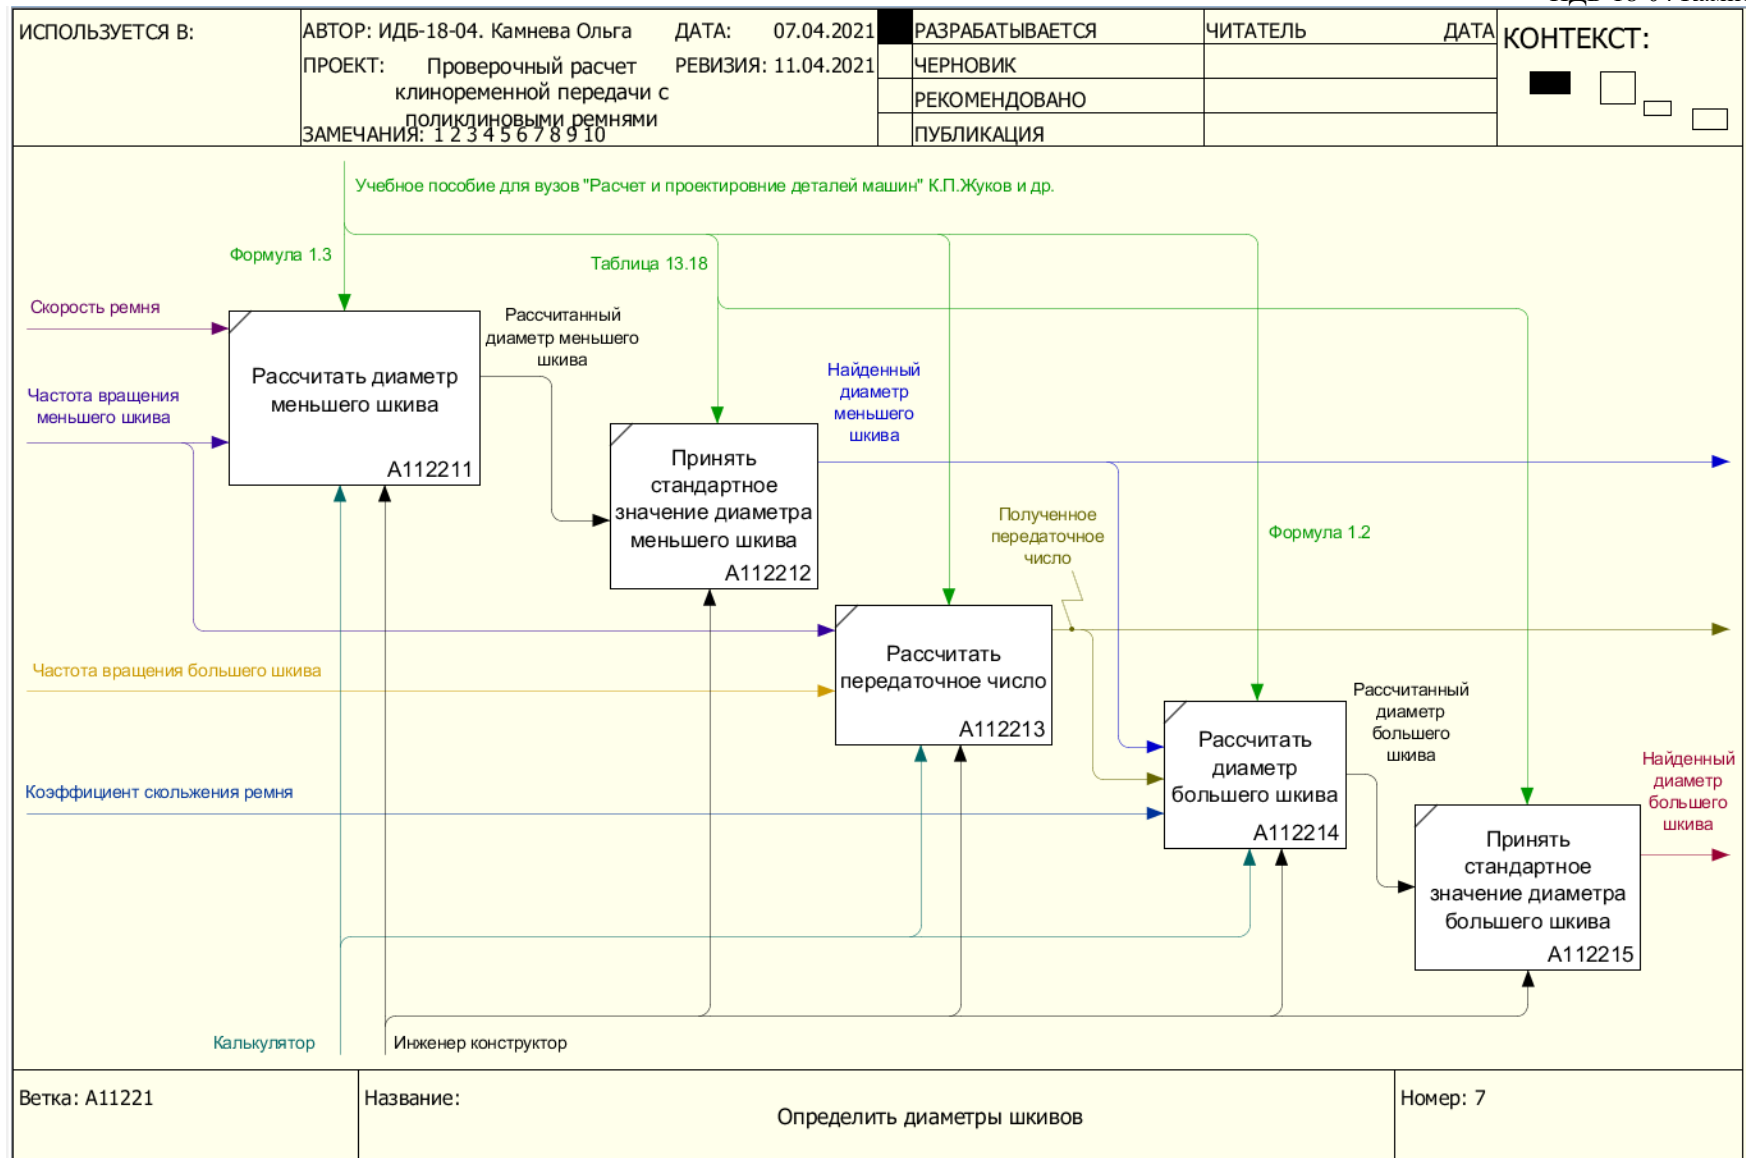 ИСПОЛЬЗУЕТСЯ В:
АВТОР: ИДБ-18-04. Камнева Ольга
ДАТА: 07.04.2021
ПРОЕКТ: Проверочный расчет
клиноременной передачи с
поликлиновыми ремнями
РЕВИЗИЯ: 11.04.2021
ЗАМЕЧАНИЯ: 1 2 3 4 5 6 7 8 9 10
РАЗРАБАТЫВАЕТСЯ
ЧЕРНОВИК
РЕКОМЕНДОВАНО
ПУБЛИКАЦИЯ
ЧИТАТЕЛЬ
ДАТА
КОНТЕКСТ:
Учебное пособие для вузов "Расчет и проектировние деталей машин" К.П.Жуков и др.
Формула 1.3
Таблица 13.18
Скорость ремня
Частота вращения
меньшего шкива
Рассчитать диаметр
меньшего шкива
A112211
Рассчитанный
диаметр меньшего
шкива
Принять
стандартное
значение диаметра
меньшего шкива
A112212
Найденный
диаметр
меньшего
шкива
Полученное
передаточное
число
Формула 1.2
Частота вращения большего шкива
Рассчитать
передаточное число
A112213
Коэффициент скольжения ремня
Рассчитать
диаметр
большего шкива
A112214
Рассчитанный
диаметр
большего
шкива
Принять
стандартное
значение диаметра
большего шкива
A112215
Найденный
диаметр
большего
шкива
Калькулятор
Инженер конструктор
Ветка: A11221
Название:
Определить диаметры шкивов
Номер: 7